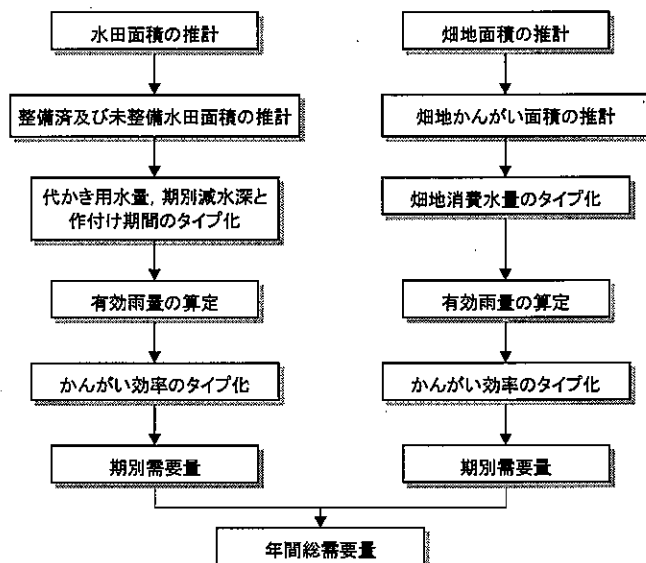 水田面積の推計
整備済及び未整備水田面積の推計
代かき用水量, 期別減水深と
作付け期間のタイプ化
有効雨量の算定
かんがい効率のタイプ化
期別需要量
畑地面積の推計
畑地かんがい面積の推計
畑地消費水量のタイプ化
有効雨量の算定
かんがい効率のタイプ化
期別需要量
年間総需要量